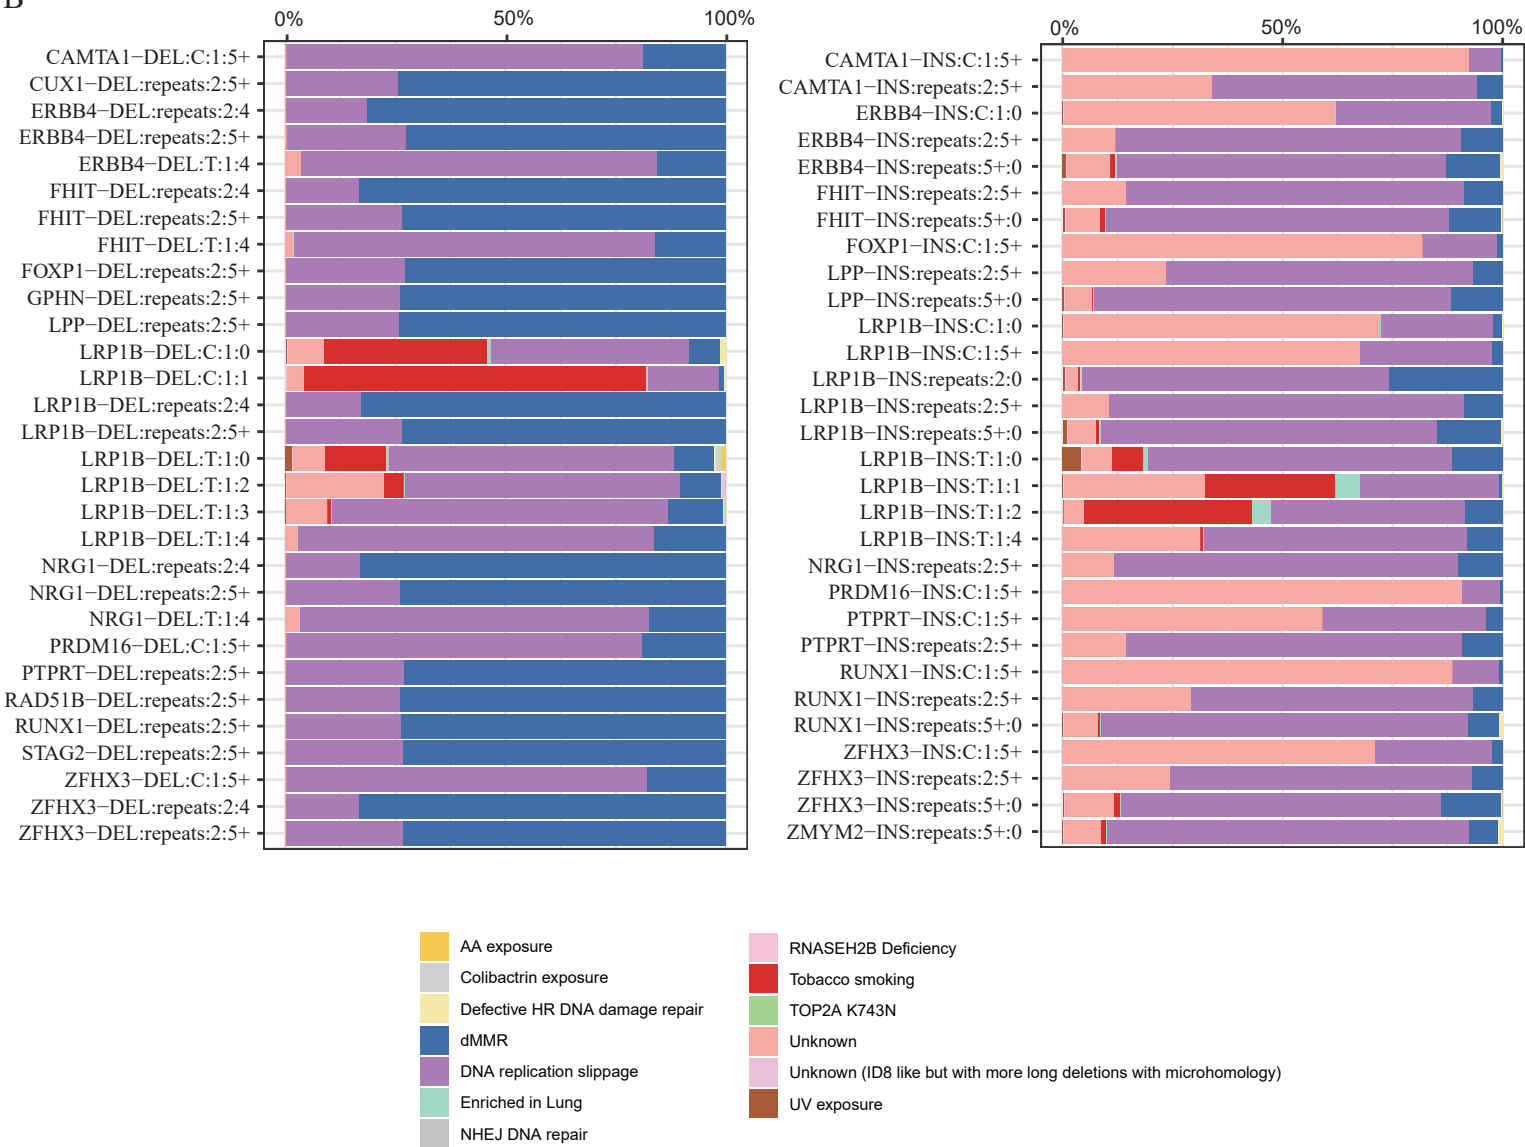 B
0% 50% 100%
CAMTA1−DEL:C:1:5+
CUX1−DEL:repeats:2:5+
ERBB4−DEL:repeats:2:4
ERBB4−DEL:repeats:2:5+
ERBB4−DEL:T:1:4
FHIT−DEL:repeats:2:4
FHIT−DEL:repeats:2:5+
FHIT−DEL:T:1:4
FOXP1−DEL:repeats:2:5+
GPHN−DEL:repeats:2:5+
LPP−DEL:repeats:2:5+
LRP1B−DEL:C:1:0
LRP1B−DEL:C:1:1
LRP1B−DEL:repeats:2:4
LRP1B−DEL:repeats:2:5+
LRP1B−DEL:T:1:0
LRP1B−DEL:T:1:2
LRP1B−DEL:T:1:3
LRP1B−DEL:T:1:4
NRG1−DEL:repeats:2:4
NRG1−DEL:repeats:2:5+
NRG1−DEL:T:1:4
PRDM16−DEL:C:1:5+
PTPRT−DEL:repeats:2:5+
RAD51B−DEL:repeats:2:5+
RUNX1−DEL:repeats:2:5+
STAG2−DEL:repeats:2:5+
ZFHX3−DEL:C:1:5+
ZFHX3−DEL:repeats:2:4
ZFHX3−DEL:repeats:2:5+
0% 50% 100%
CAMTA1−INS:C:1:5+
CAMTA1−INS:repeats:2:5+
ERBB4−INS:C:1:0
ERBB4−INS:repeats:2:5+
ERBB4−INS:repeats:5+:0
FHIT−INS:repeats:2:5+
FHIT−INS:repeats:5+:0
FOXP1−INS:C:1:5+
LPP−INS:repeats:2:5+
LPP−INS:repeats:5+:0
LRP1B−INS:C:1:0
LRP1B−INS:C:1:5+
LRP1B−INS:repeats:2:0
LRP1B−INS:repeats:2:5+
LRP1B−INS:repeats:5+:0
LRP1B−INS:T:1:0
LRP1B−INS:T:1:1
LRP1B−INS:T:1:2
LRP1B−INS:T:1:4
NRG1−INS:repeats:2:5+
PRDM16−INS:C:1:5+
PTPRT−INS:C:1:5+
PTPRT−INS:repeats:2:5+
RUNX1−INS:C:1:5+
RUNX1−INS:repeats:2:5+
RUNX1−INS:repeats:5+:0
ZFHX3−INS:C:1:5+
ZFHX3−INS:repeats:2:5+
ZFHX3−INS:repeats:5+:0
ZMYM2−INS:repeats:5+:0
AA exposure
Colibactrin exposure
Defective HR DNA damage repair
dMMR
DNA replication slippage
Enriched in Lung
NHEJ DNA repair
RNASEH2B Deficiency
Tobacco smoking
TOP2A K743N
Unknown
Unknown (ID8 like but with more long deletions with microhomology)
UV exposure